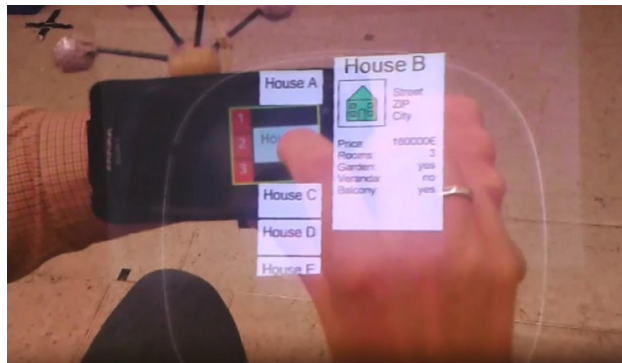 House A
House B
Street
ZIP
City
1
2
Hou
3
Price: 180000€
Rooms: 3
Garden: yes
Veranda: no
Balcony: yes
House C
House D
House E